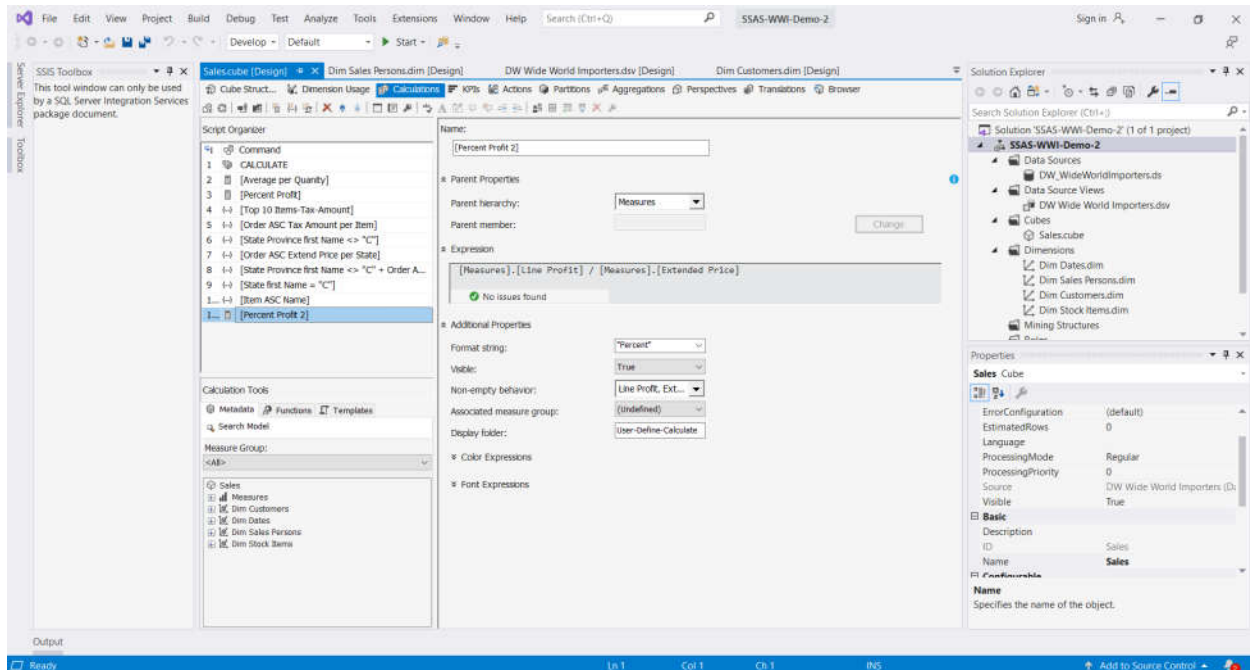 File Edit View Project Build Debug Test Analyze Tools Extensions Window Help Search (Ctrl+Q) SSAS-WWI-Demo-2 Sign in
Develop Default Start
Server Explorer
Toolbox
SSIS Toolbox
This tool window can only be used
by a SQL Server Integration Services
package document.
Sales.cube [Design] Dim Sales Persons.dim [Design] DW Wide World Importers.dsv [Design] Dim Customers.dim [Design]
Cube Struct... Dimension Usage Calculations KPIs Actions Partitions Aggregations Perspectives Translations Browser
Script Organizer
Command
1 CALCULATE
2 [Average per Quanity]
3 [Percent Profit]
4 [Top 10 Items-Tax-Amount]
5 [Order ASC Tax Amount per Item]
6 [State Province first Name <> "C"]
7 [Order ASC Extend Price per State]
8 [State Province first Name <> "C" + Order A...
9 [State first Name = "C"]
1... [Item ASC Name]
1... [Percent Profit 2]
Calculation Tools
Metadata Functions Templates
Search Model
Measure Group:
<All>
Sales
Measures
Dim Customers
Dim Dates
Dim Sales Persons
Dim Stock Items
Name:
[Percent Profit 2]
Parent Properties
Parent hierarchy: Measures
Parent member: Change
Expression
[Measures].[Line Profit] / [Measures].[Extended Price]
No issues found
Additional Properties
Format string: "Percent"
Visible: True
Non-empty behavior: Line Profit, Ext...
Associated measure group: (Undefined)
Display folder: User-Define-Calculate
Color Expressions
Font Expressions
Solution Explorer
Search Solution Explorer (Ctrl+;)
Solution 'SSAS-WWI-Demo-2' (1 of 1 project)
SSAS-WWI-Demo-2
Data Sources
DW_WideWorldImporters.ds
Data Source Views
DW Wide World Importers.dsv
Cubes
Sales.cube
Dimensions
Dim Dates.dim
Dim Sales Persons.dim
Dim Customers.dim
Dim Stock Items.dim
Mining Structures
Properties
Sales Cube
ErrorConfiguration (default)
EstimatedRows 0
Language
ProcessingMode Regular
ProcessingPriority 0
Source DW Wide World Importers (D
Visible True
Basic
Description
ID Sales
Name Sales
Configurable
Name
Specifies the name of the object.
Output
Ready Ln 1 Col 1 Ch 1 INS Add to Source Control